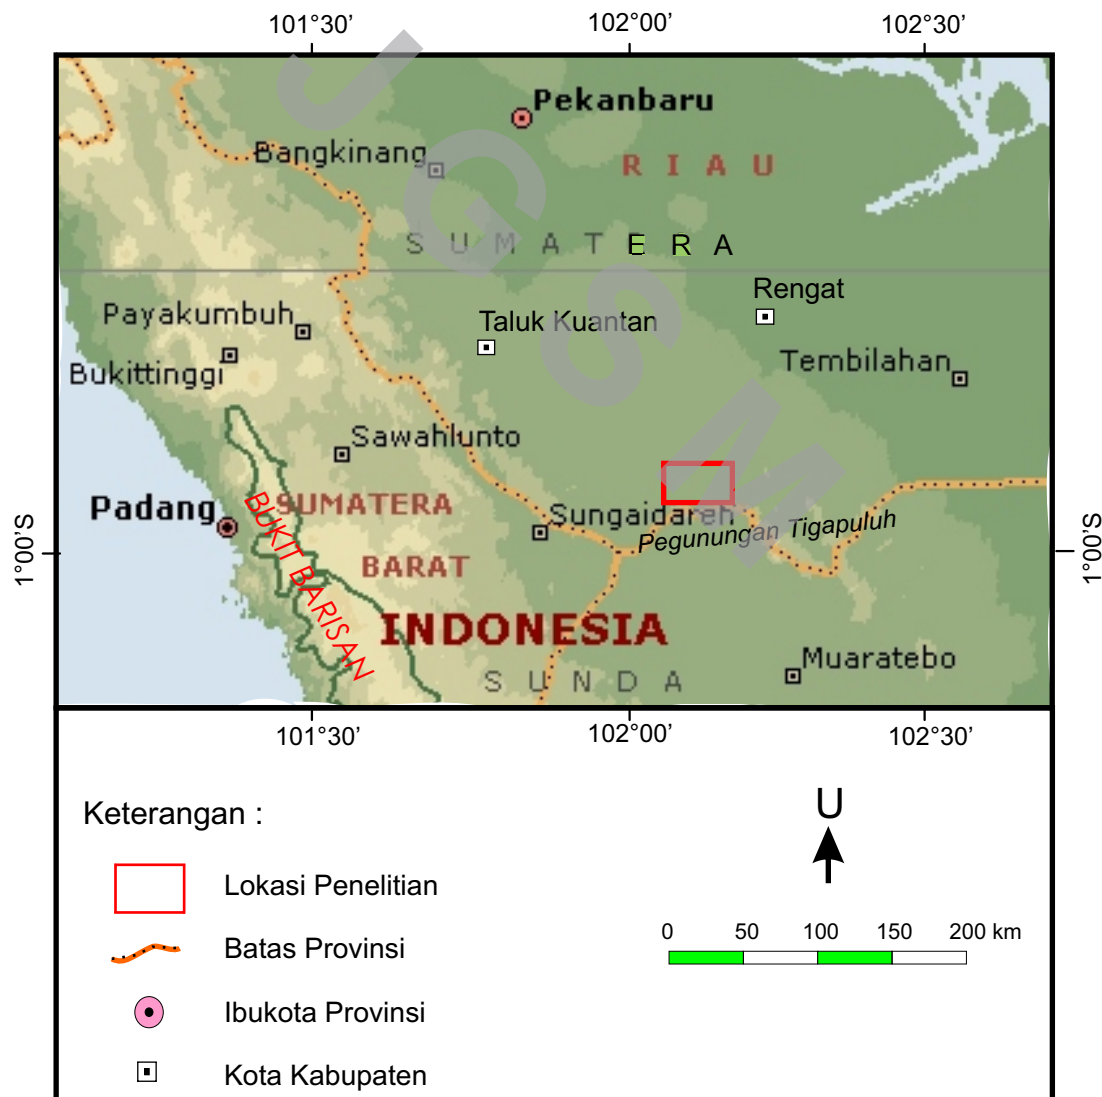 101°30’ 102°00’ 102°30’
Pekanbaru
Bangkinang
R I A U
S U M A T E R A
Rengat
Payakumbuh
Taluk Kuantan
Tembilahan
Bukittinggi
Sawahlunto
SUMATERA
Padang
BUKIT BARISAN
Sungaidareh
Pegunungan Tigapuluh
1°00’S
1°00’S
BARAT
INDONESIA
S U N D A
Muaratebo
J G S M
101°30’ 102°00’ 102°30’
Keterangan :
U
Lokasi Penelitian
0 50 100 150 200 km
Batas Provinsi
Ibukota Provinsi
Kota Kabupaten